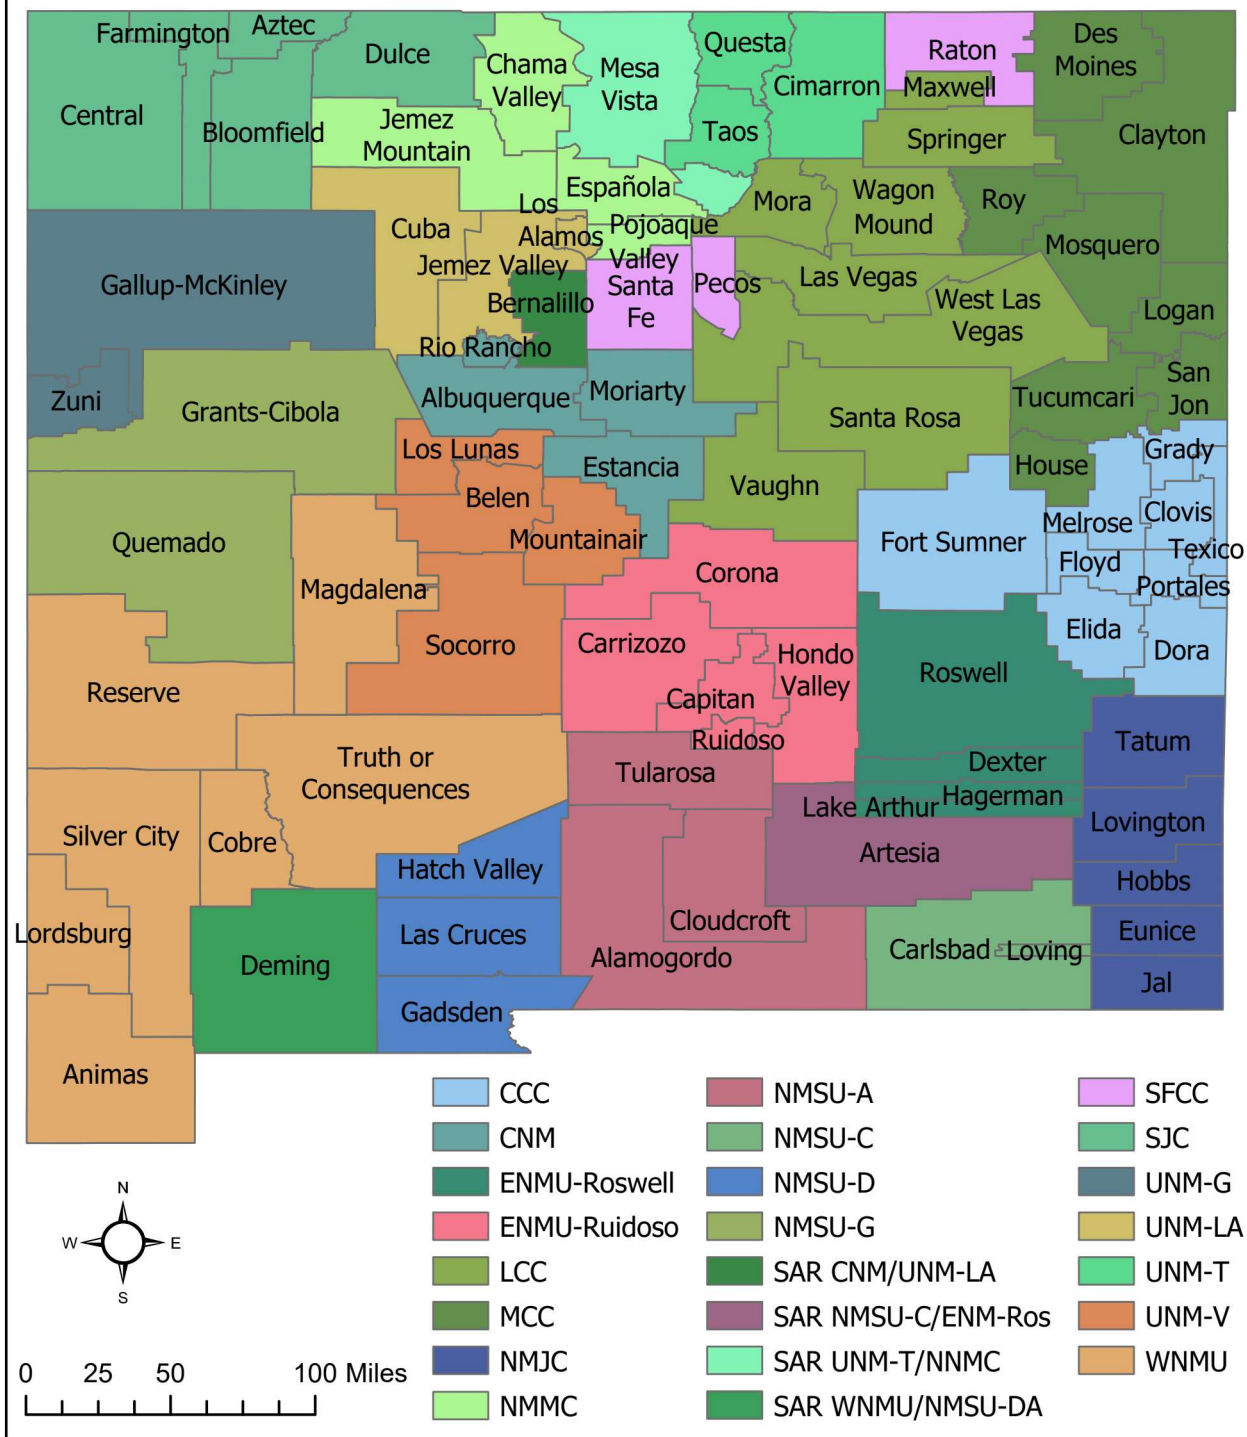 Farmington
Aztec
Dulce
Chama
Valley
Mesa
Vista
Questa
Cimarron
Raton
Maxwell
Des
Moines
Central
Bloomfield
Jemez
Mountain
Taos
Springer
Clayton
Española
Los
Alamos
Cuba
Pojoaque
Valley
Mora
Wagon
Mound
Roy
Mosquero
Gallup-McKinley
Jemez Valley
Bernalillo
Santa
Fe
Pecos
Las Vegas
West Las
Vegas
Logan
Rio Rancho
Zuni
Grants-Cibola
Albuquerque
Moriarty
Santa Rosa
Tucumcari
San
Jon
Los Lunas
Estancia
Vaughn
House
Grady
Belen
Quemado
Mountainair
Fort Sumner
Melrose
Clovis
Texico
Floyd
Portales
Magdalena
Corona
Socorro
Carrizozo
Hondo
Valley
Roswell
Elida
Dora
Reserve
Capitan
Ruidoso
Truth or
Consequences
Tularosa
Dexter
Tatum
Hagerman
Lake Arthur
Silver City
Cobre
Hatch Valley
Artesia
Lovington
Hobbs
Lordsburg
Las Cruces
Cloudcroft
Alamogordo
Carlsbad
Loving
Eunice
Deming
Gadsden
Jal
Animas
CCC
CNM
ENMU-Roswell
ENMU-Ruidoso
LCC
MCC
NMJC
NMMC
NMSU-A
NMSU-C
NMSU-D
NMSU-G
SAR CNM/UNM-LA
SAR NMSU-C/ENM-Ros
SAR UNM-T/NNMC
SAR WNMU/NMSU-DA
SFCC
SJC
UNM-G
UNM-LA
UNM-T
UNM-V
WNMU
N
W E
S
0 25 50 100 Miles